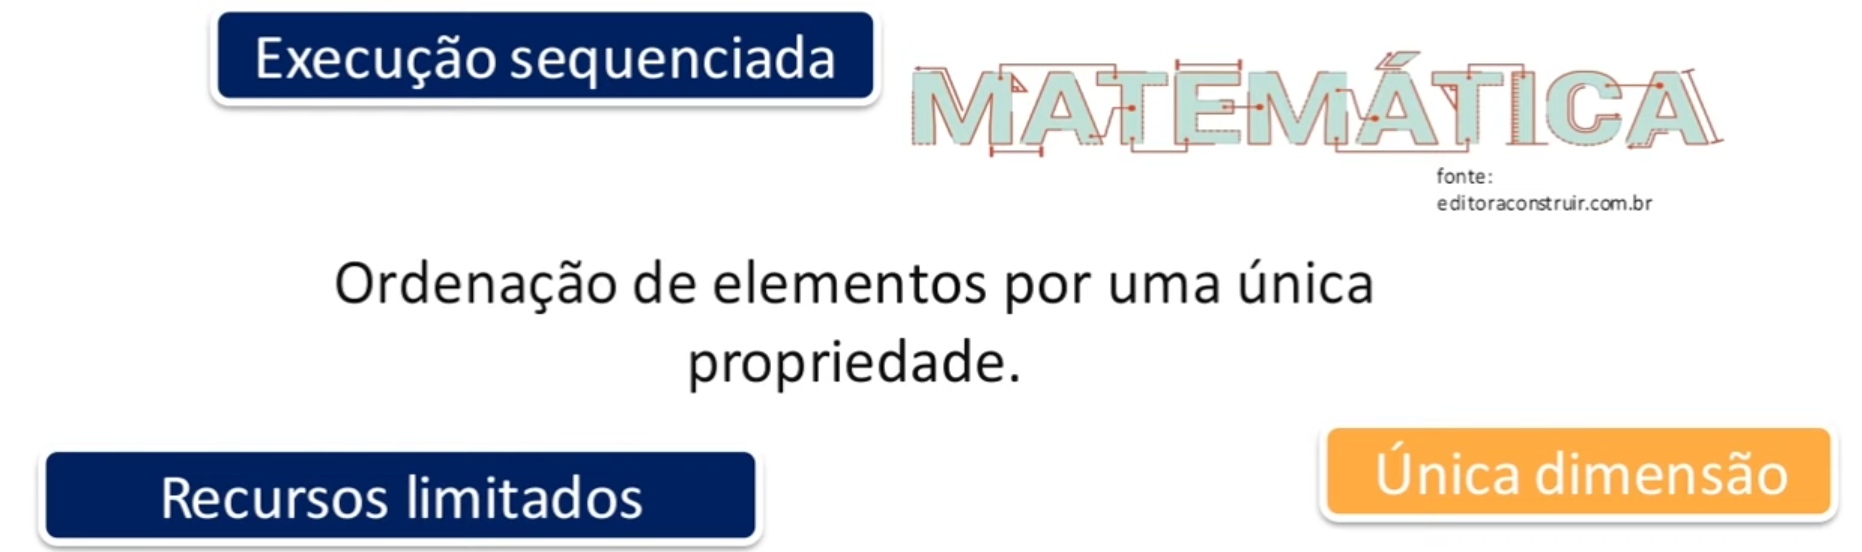 Execução sequenciada
MATEMÁTICA
fonte:
editoraconstruir.com.br
Ordenação de elementos por uma única
propriedade.
Única dimensão
Recursos limitados